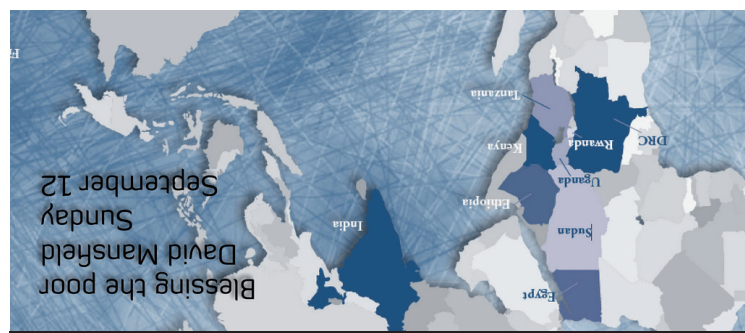 Blessing the poor
David Mansfield
Sunday
September 12
Egypt
Sudan
India
Ethiopia
Uganda
DRC
Rwanda
Kenya
Tanzania